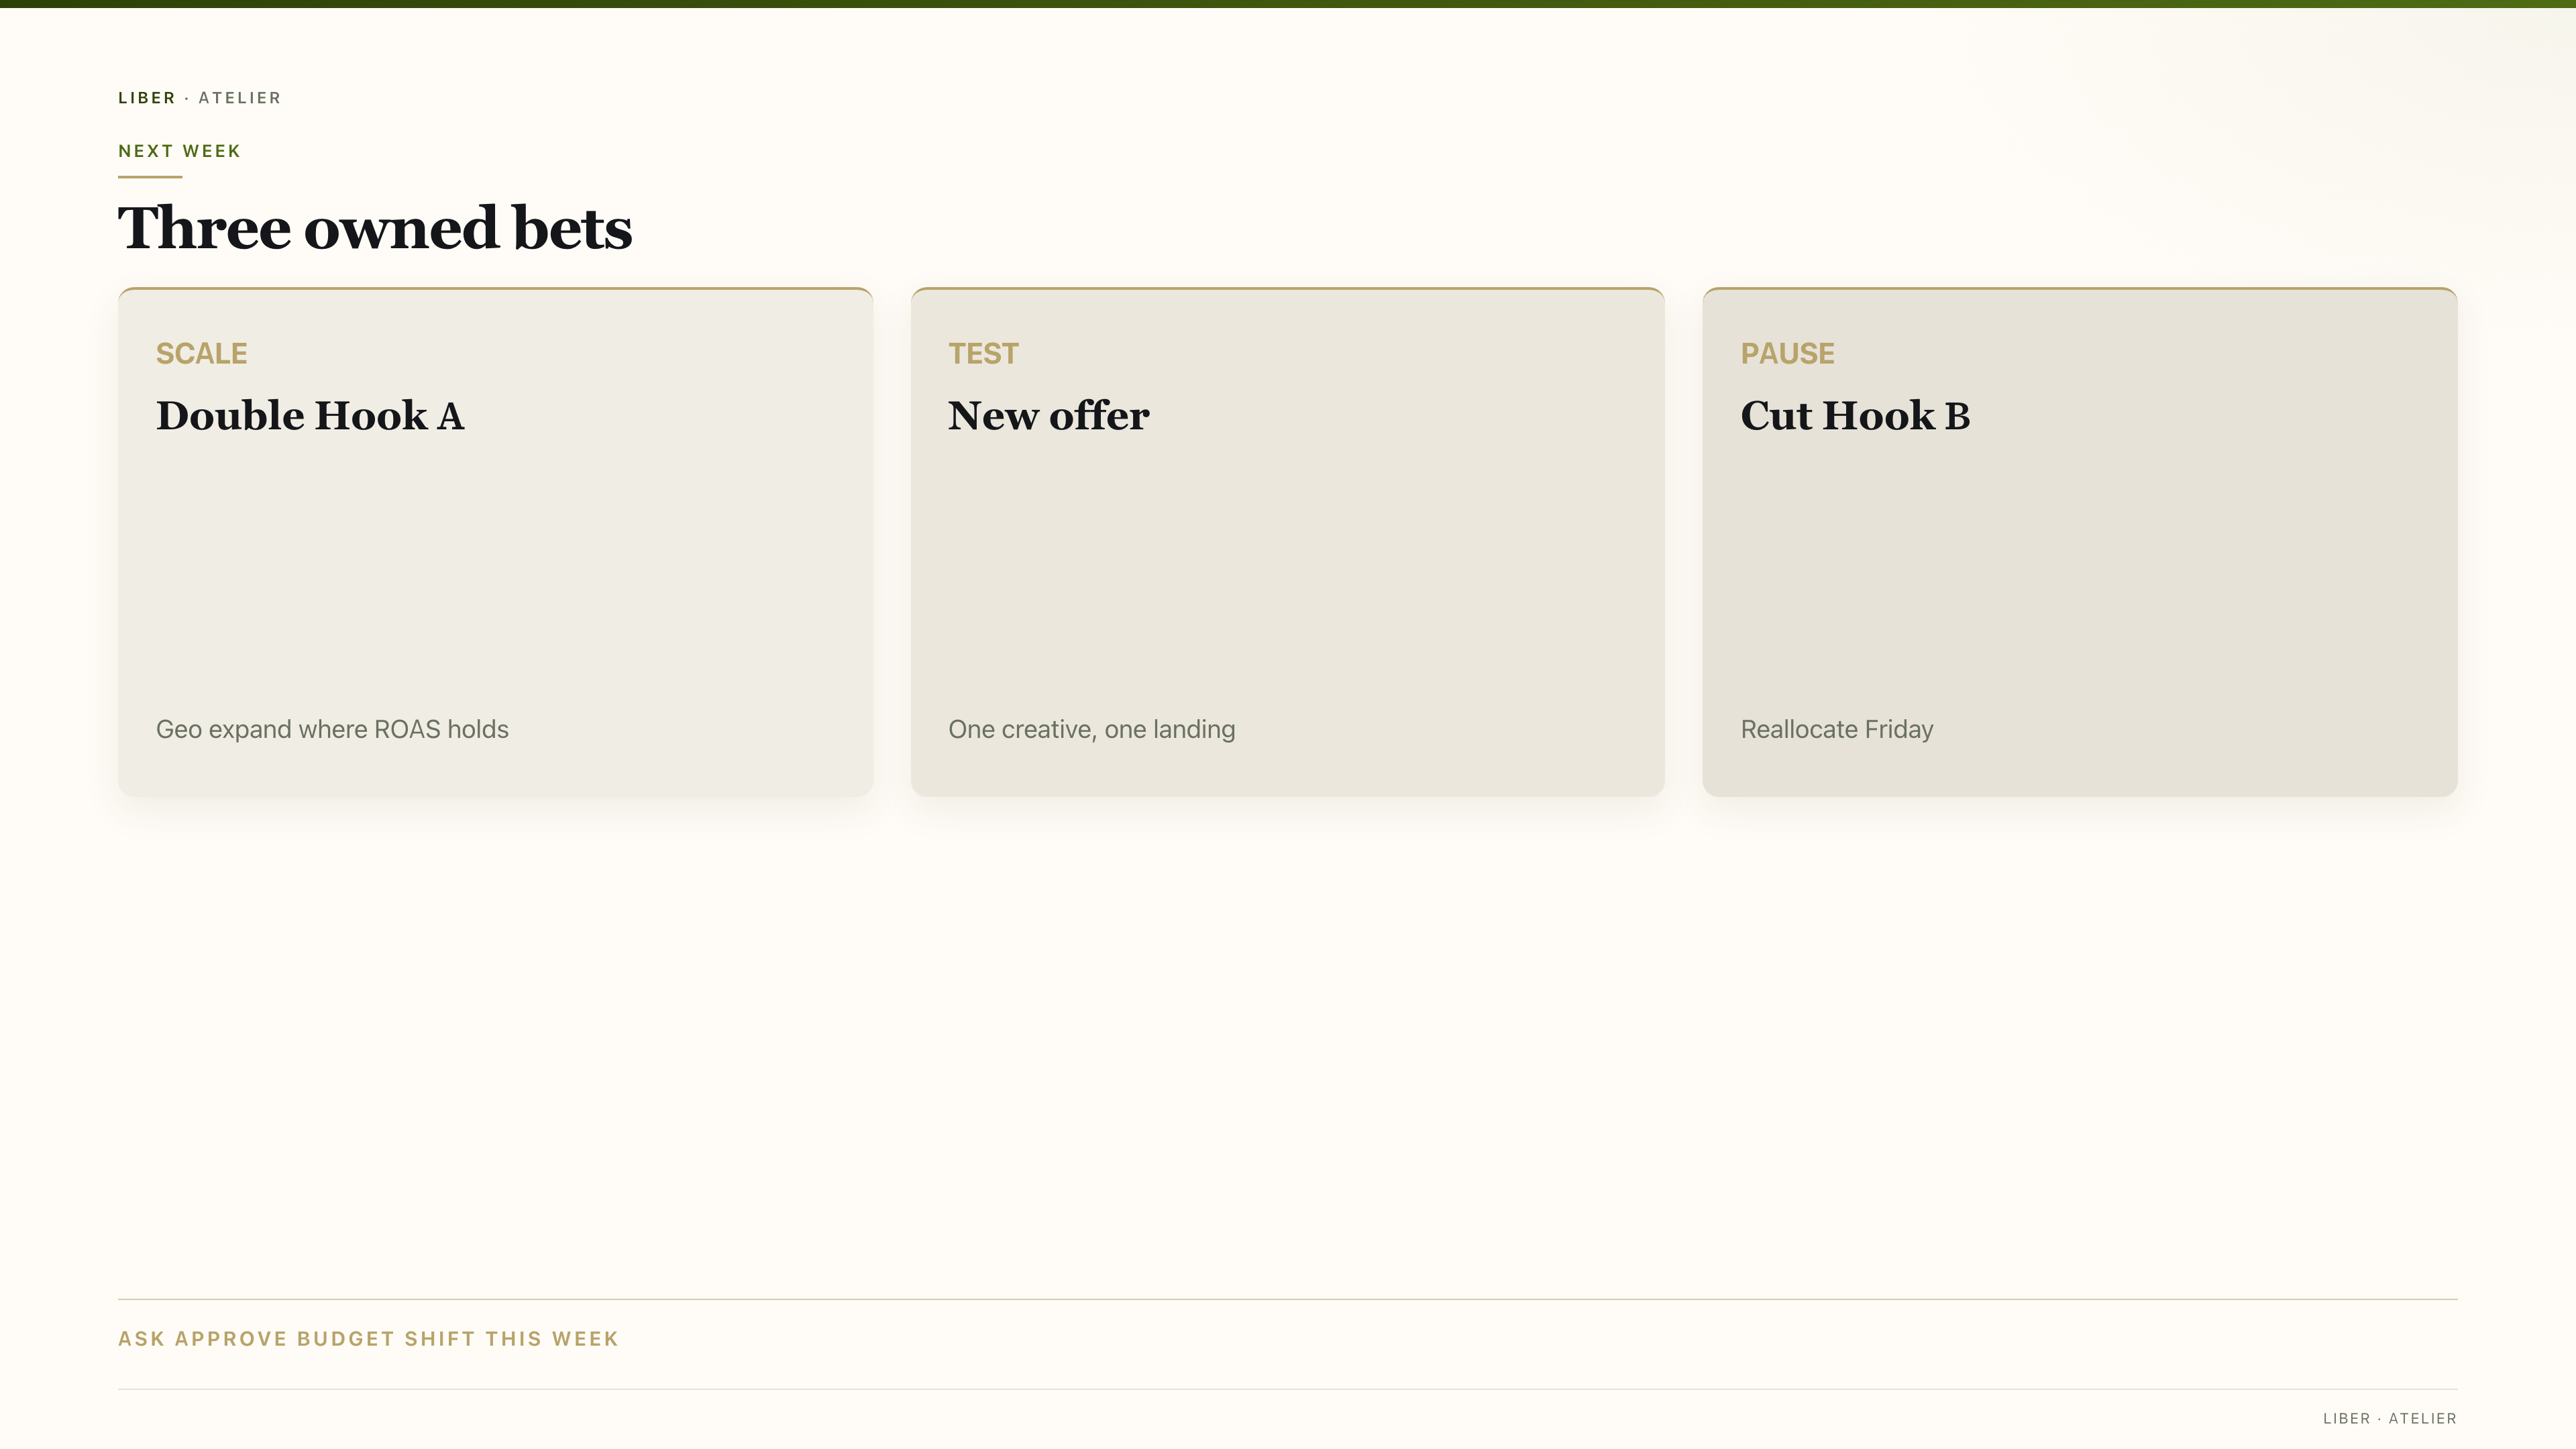 LIBER · ATELIER
NEXT WEEK
Three owned bets
SCALE
Double Hook A
Geo expand where ROAS holds
TEST
New offer
One creative, one landing
PAUSE
Cut Hook B
Reallocate Friday
ASK APPROVE BUDGET SHIFT THIS WEEK
LIBER · ATELIER